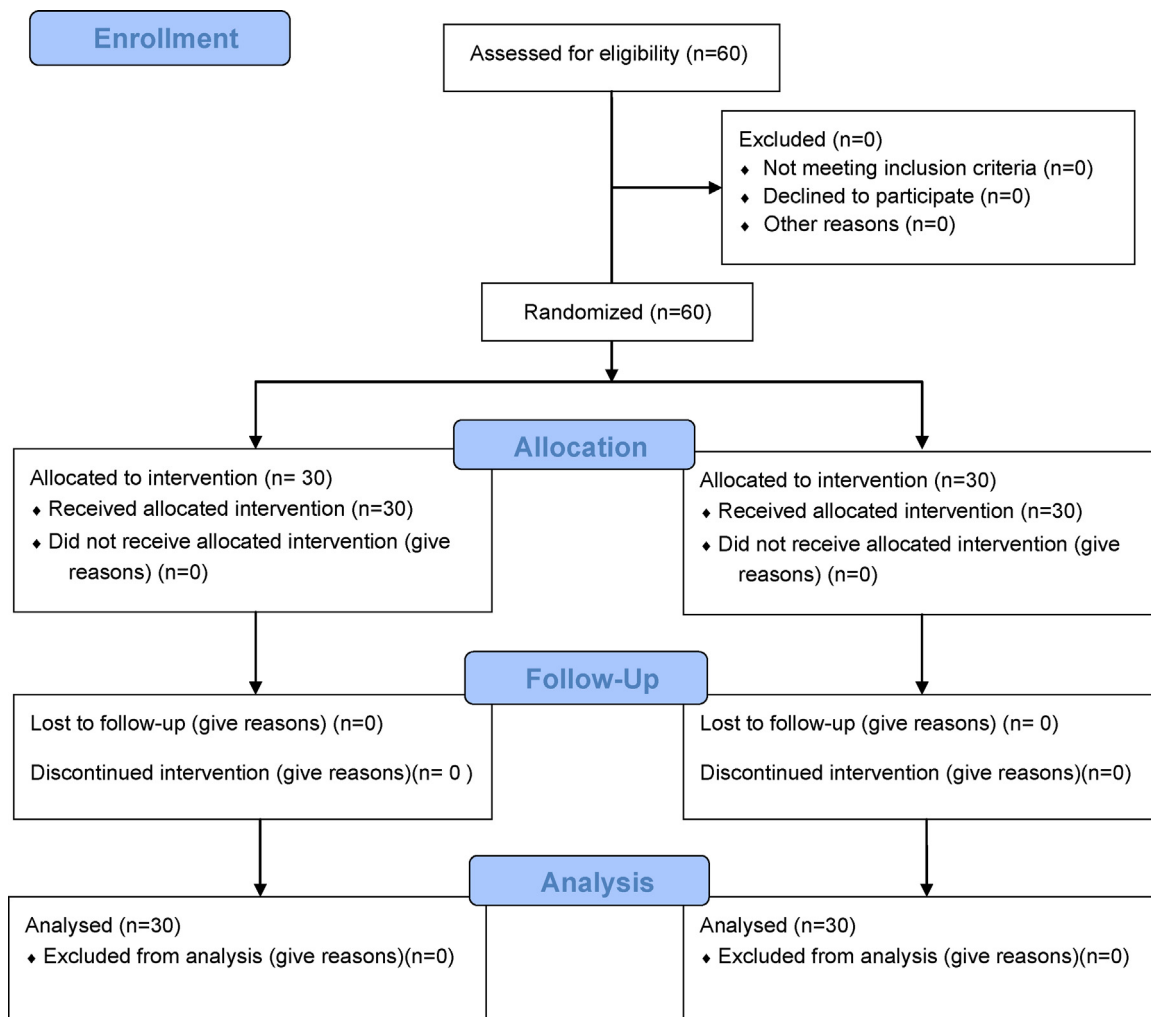 Enrollment
Assessed for eligibility (n=60)
Excluded (n=0)
♦ Not meeting inclusion criteria (n=0)
♦ Declined to participate (n=0)
♦ Other reasons (n=0)
Randomized (n=60)
Allocation
Allocated to intervention (n= 30)
♦ Received allocated intervention (n=30)
♦ Did not receive allocated intervention (give
reasons) (n=0)
Allocated to intervention (n=30)
♦ Received allocated intervention (n=30)
♦ Did not receive allocated intervention (give
reasons) (n=0)
Follow-Up
Lost to follow-up (give reasons) (n=0)
Discontinued intervention (give reasons)(n= 0 )
Lost to follow-up (give reasons) (n= 0)
Discontinued intervention (give reasons)(n=0)
Analysis
Analysed (n=30)
♦ Excluded from analysis (give reasons)(n=0)
Analysed (n=30)
♦ Excluded from analysis (give reasons)(n=0)